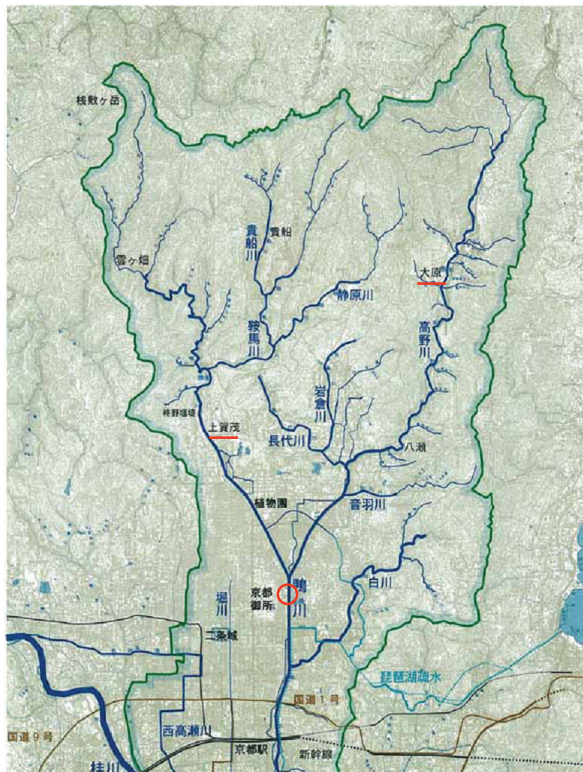 桟敷ヶ岳
雲ヶ畑
貴船川
貴船
大原
静原川
鞍馬川
高野川
柊野堰堤
上賀茂
岩倉川
長代川
八瀬
植物園
音羽川
京都
御所
鴨川
白川
堀川
二条城
琵琶湖疏水
国道1号
国道9号
西高瀬川
京都駅
新幹線
桂川